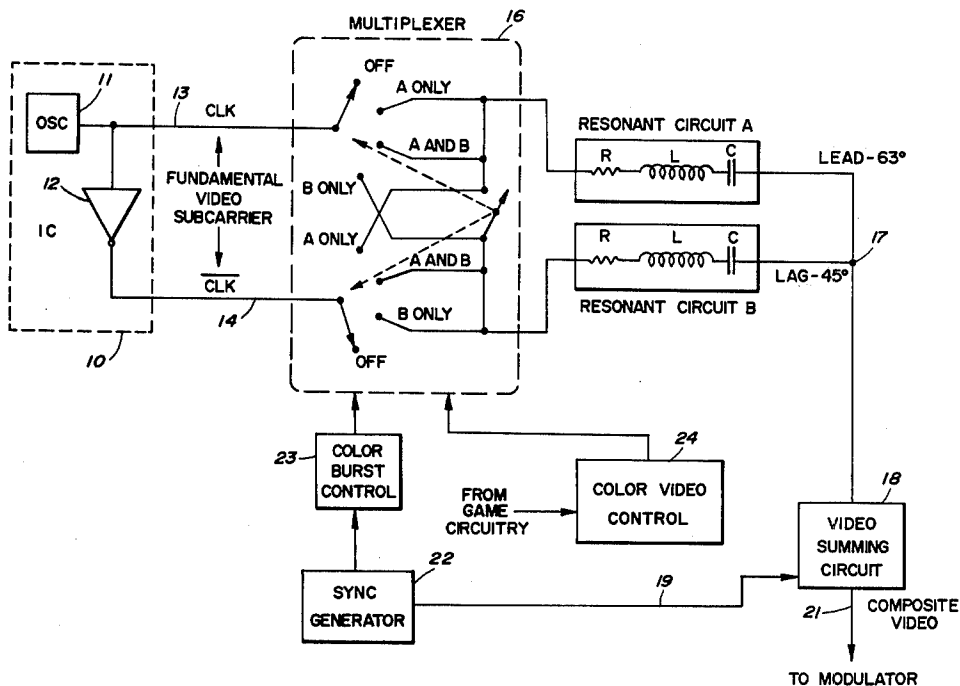 MULTIPLEXER
16
11
OSC
13
CLK
OFF
A ONLY
RESONANT CIRCUIT A
R
L
C
LEAD-63°
12
IC
FUNDAMENTAL
VIDEO
SUBCARRIER
A AND B
B ONLY
A ONLY
17
R
L
C
LAG-45°
RESONANT CIRCUIT B
CLK
14
A AND B
B ONLY
OFF
10
23
COLOR
BURST
CONTROL
24
COLOR VIDEO
CONTROL
FROM
GAME
CIRCUITRY
18
VIDEO
SUMMING
CIRCUIT
22
SYNC
GENERATOR
19
21
COMPOSITE
VIDEO
TO MODULATOR